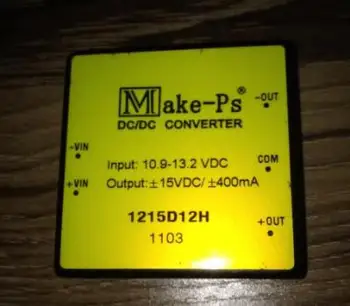 Make-Ps®
DC/DC CONVERTER
-OUT
-VIN
Input: 10.9-13.2 VDC
COM
+VIN
Output: ±15VDC/ ±400mA
1215D12H
+OUT
1103